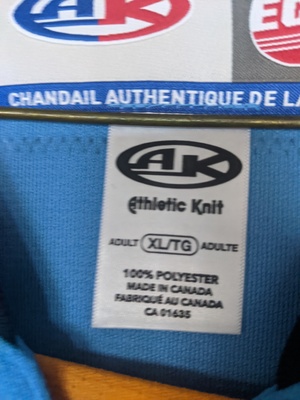 AK
CHANDAIL AUTHENTIQUE DE LA
AK
Athletic Knit
ADULT XL/TG ADULTE
100% POLYESTER
MADE IN CANADA
FABRIQUÉ AU CANADA
CA 01635